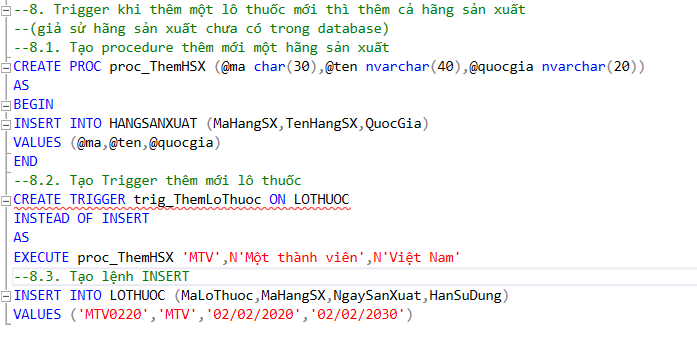 --8. Trigger khi thêm một lô thuốc mới thì thêm cả hãng sản xuất
--(giả sử hãng sản xuất chưa có trong database)
--8.1. Tạo procedure thêm mới một hãng sản xuất
CREATE PROC proc_ThemHSX (@ma char(30),@ten nvarchar(40),@quocgia nvarchar(20))
AS
BEGIN
INSERT INTO HANGSANXUAT (MaHangSX,TenHangSX,QuocGia)
VALUES (@ma,@ten,@quocgia)
END
--8.2. Tạo Trigger thêm mới lô thuốc
CREATE TRIGGER trig_ThemLoThuoc ON LOTHUOC
INSTEAD OF INSERT
AS
EXECUTE proc_ThemHSX 'MTV',N'Một thành viên',N'Việt Nam'
--8.3. Tạo lệnh INSERT
INSERT INTO LOTHUOC (MaLoThuoc,MaHangSX,NgaySanXuat,HanSuDung)
VALUES ('MTV0220','MTV','02/02/2020','02/02/2030')